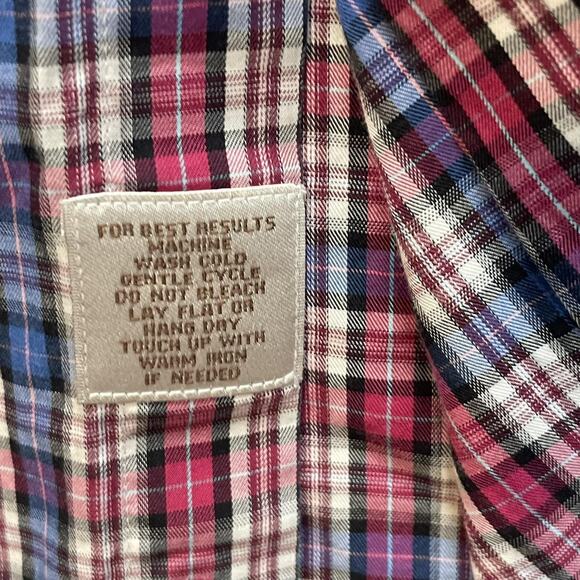 FOR BEST RESULTS
MACHINE
WASH COLD
GENTLE CYCLE
DO NOT BLEACH
LAY FLAT OR
HANG DRY
TOUCH UP WITH
WARM IRON
IF NEEDED